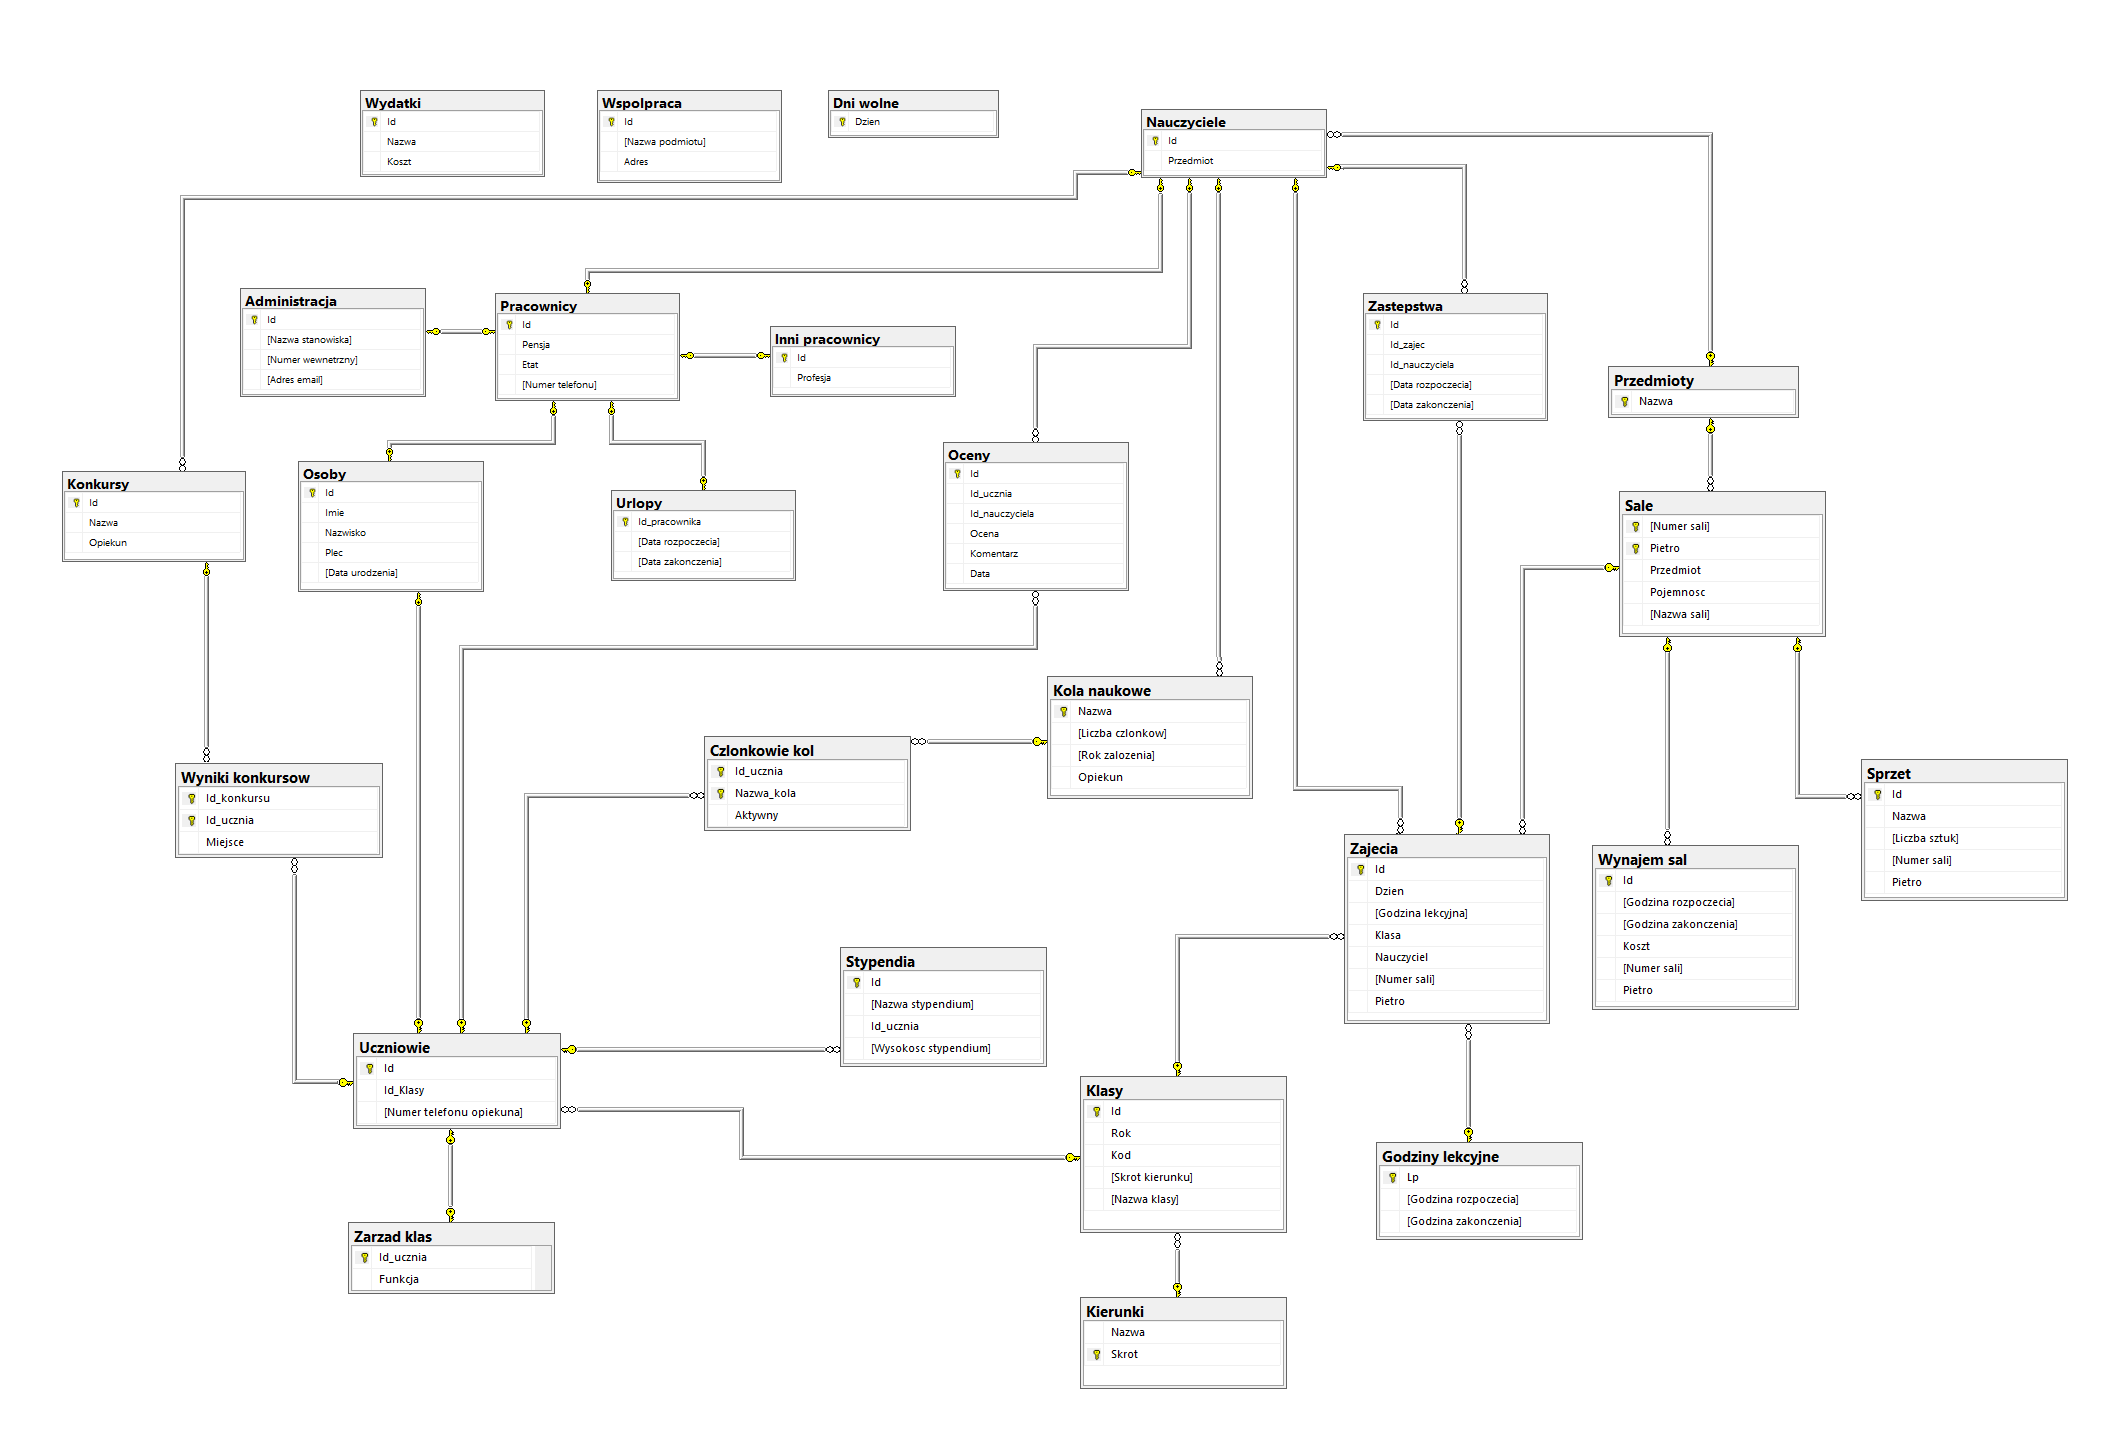 Wydatki
Id
Nazwa
Koszt
Wspolpraca
Id
[Nazwa podmiotu]
Adres
Dni wolne
Dzien
Nauczyciele
Id
Przedmiot
Administracja
Id
[Nazwa stanowiska]
[Numer wewnetrzny]
[Adres email]
Pracownicy
Id
Pensja
Etat
[Numer telefonu]
Inni pracownicy
Id
Profesja
Zastepstwa
Id
Id_zajec
Id_nauczyciela
[Data rozpoczecia]
[Data zakonczenia]
Przedmioty
Nazwa
Konkursy
Id
Nazwa
Opiekun
Osoby
Id
Imie
Nazwisko
Plec
[Data urodzenia]
Urlopy
Id_pracownika
[Data rozpoczecia]
[Data zakonczenia]
Oceny
Id
Id_ucznia
Id_nauczyciela
Ocena
Komentarz
Data
Sale
[Numer sali]
Pietro
Przedmiot
Pojemnosc
[Nazwa sali]
Kola naukowe
Nazwa
[Liczba czlonkow]
[Rok zalozenia]
Opiekun
Czlonkowie kol
Id_ucznia
Nazwa_kola
Aktywny
Wyniki konkursow
Id_konkursu
Id_ucznia
Miejsce
Sprzet
Id
Nazwa
[Liczba sztuk]
[Numer sali]
Pietro
Zajecia
Id
Dzien
[Godzina lekcyjna]
Klasa
Nauczyciel
[Numer sali]
Pietro
Wynajem sal
Id
[Godzina rozpoczecia]
[Godzina zakonczenia]
Koszt
[Numer sali]
Pietro
Stypendia
Id
[Nazwa stypendium]
Id_ucznia
[Wysokosc stypendium]
Uczniowie
Id
Id_Klasy
[Numer telefonu opiekuna]
Klasy
Id
Rok
Kod
[Skrot kierunku]
[Nazwa klasy]
Godziny lekcyjne
Lp
[Godzina rozpoczecia]
[Godzina zakonczenia]
Zarzad klas
Id_ucznia
Funkcja
Kierunki
Nazwa
Skrot